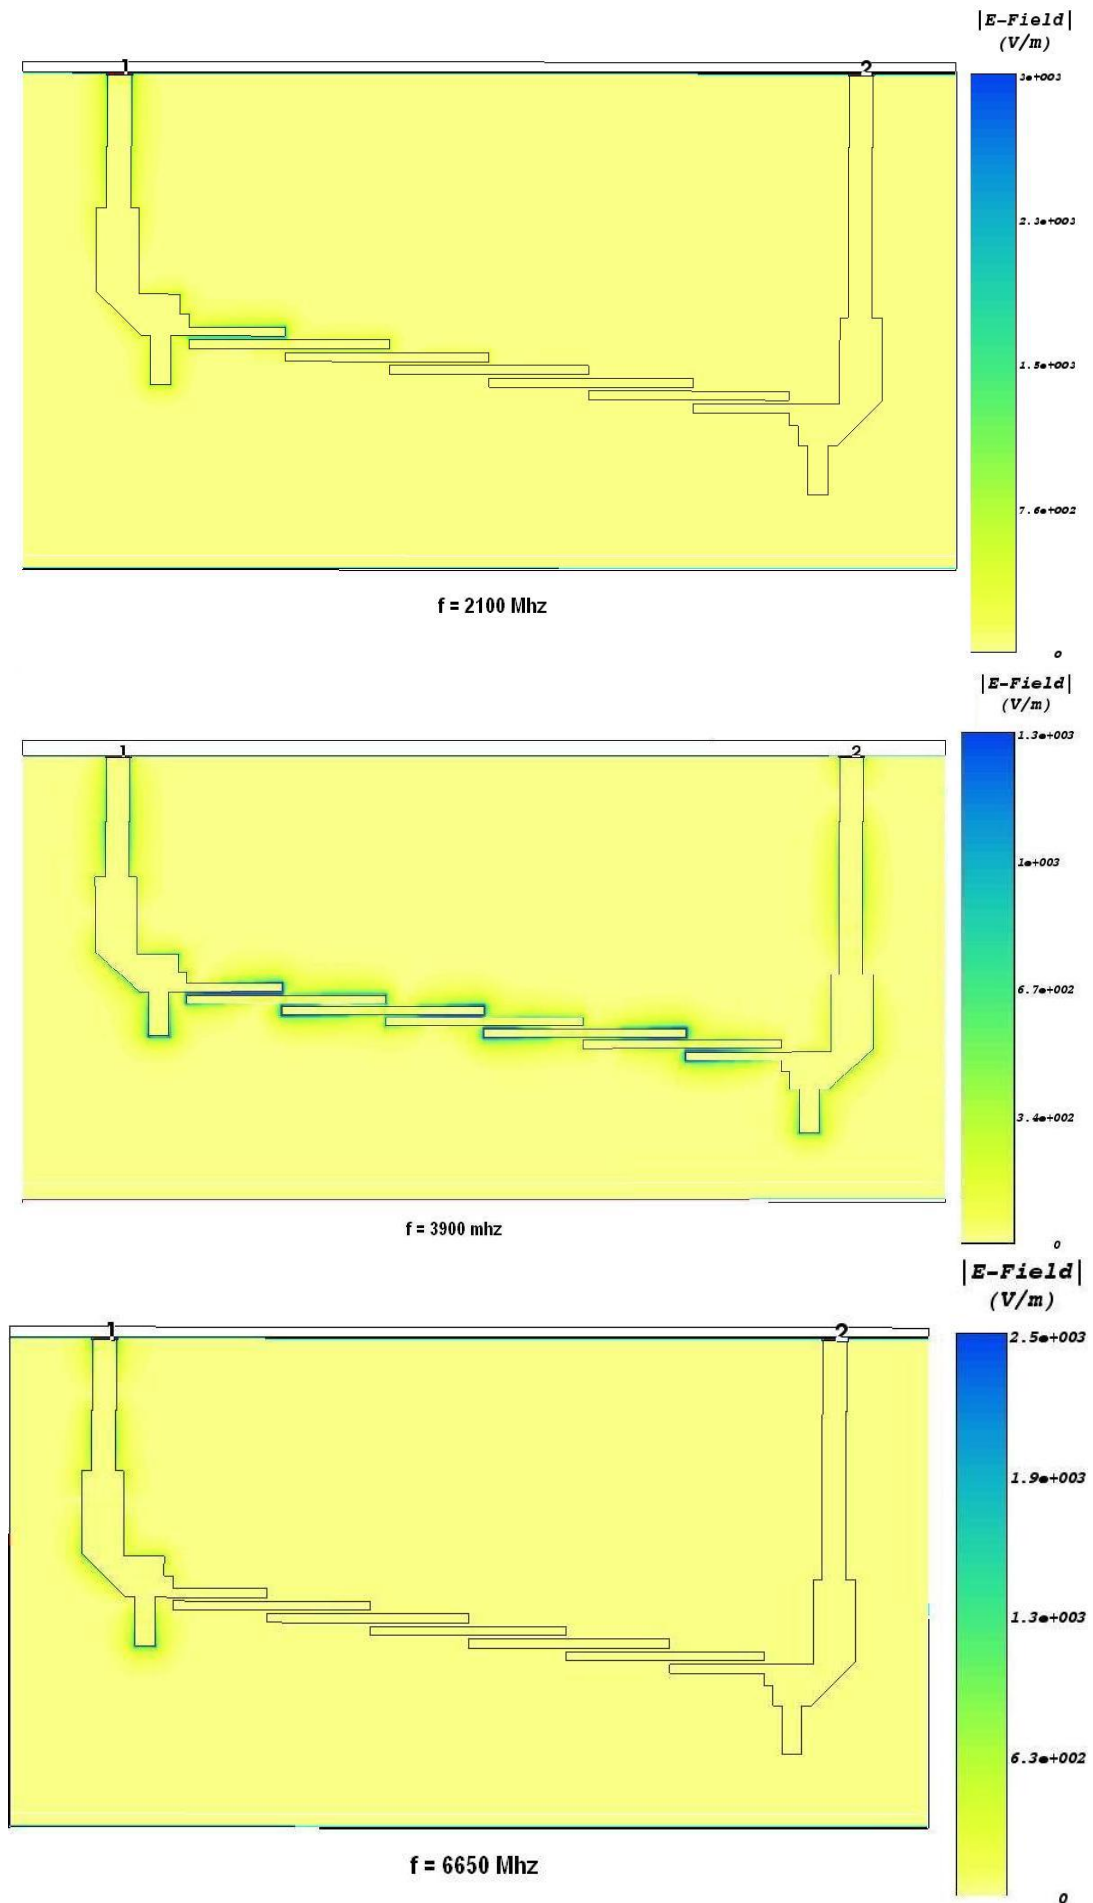 |E-Field|
(V/m)
1
2
3e+003
2.3e+003
1.5e+003
7.6e+002
0
f = 2100 Mhz
|E-Field|
(V/m)
1
2
1.3e+003
1e+003
6.7e+002
3.4e+002
0
f = 3900 mhz
|E-Field|
(V/m)
1
2
2.5e+003
1.9e+003
1.3e+003
6.3e+002
0
f = 6650 Mhz